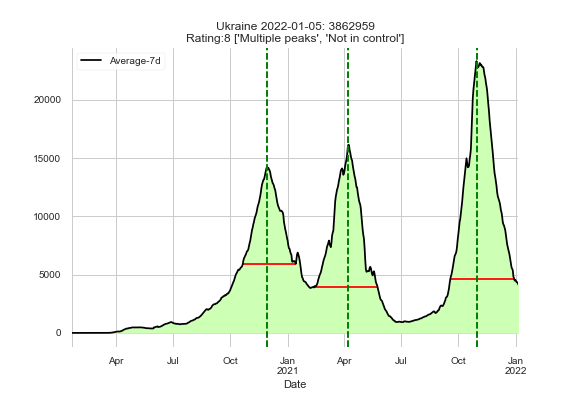 Ukraine 2022-01-05: 3862959
Rating:8 ['Multiple peaks', 'Not in control']
Average-7d
20000
15000
10000
5000
0
Apr Jul Oct Jan Apr Jul Oct Jan
2021 2022
Date